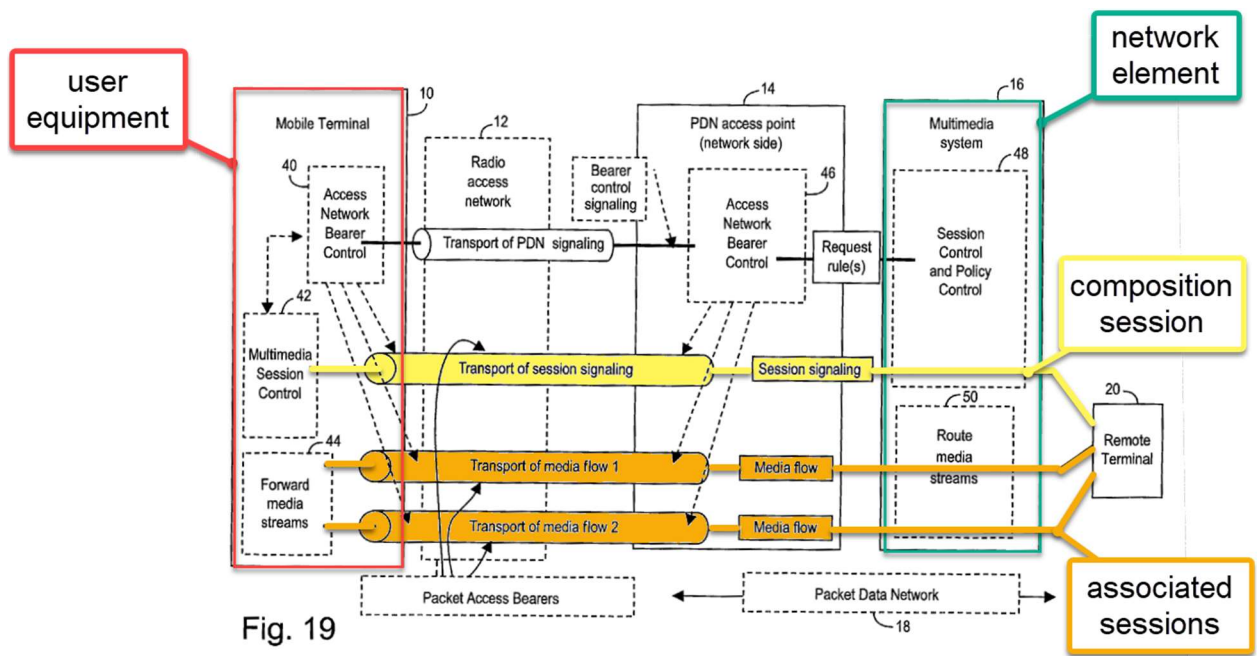 user
equipment
network
element
10
14
16
12
Mobile Terminal
PDN access point
(network side)
Multimedia
system
40
Radio
access
network
Bearer
control
signaling
46
48
Access
Network
Bearer
Control
Access
Network
Bearer
Control
Session
Control
and Policy
Control
Transport of PDN signaling
Request
rule(s)
composition
session
42
Multimedia
Session
Control
Transport of session signaling
Session signaling
50
20
44
Route
media
streams
Remote
Terminal
Forward
media
streams
Transport of media flow 1
Media flow
Transport of media flow 2
Media flow
associated
sessions
Packet Access Bearers
Packet Data Network
18
Fig. 19